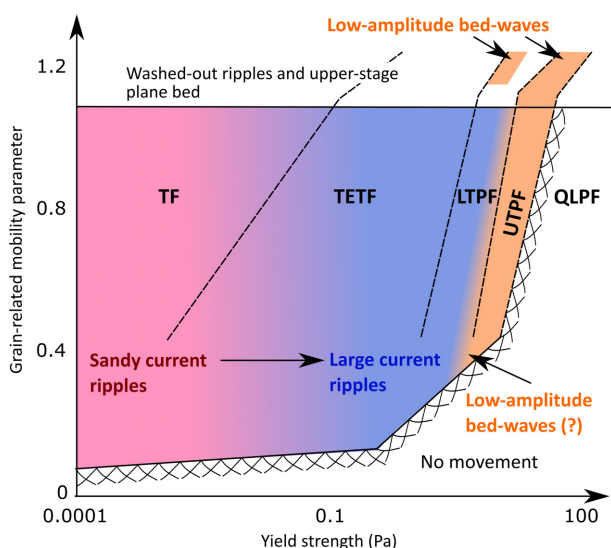 Low-amplitude bed-waves
1.2
Washed-out ripples and upper-stage
plane bed
Grain-related mobility parameter
TF
TETF
LTPF
UTPF
QLPF
0.8
0.4
Sandy current
ripples
Large current
ripples
Low-amplitude
bed-waves (?)
No movement
0
0.0001
0.1
100
Yield strength (Pa)